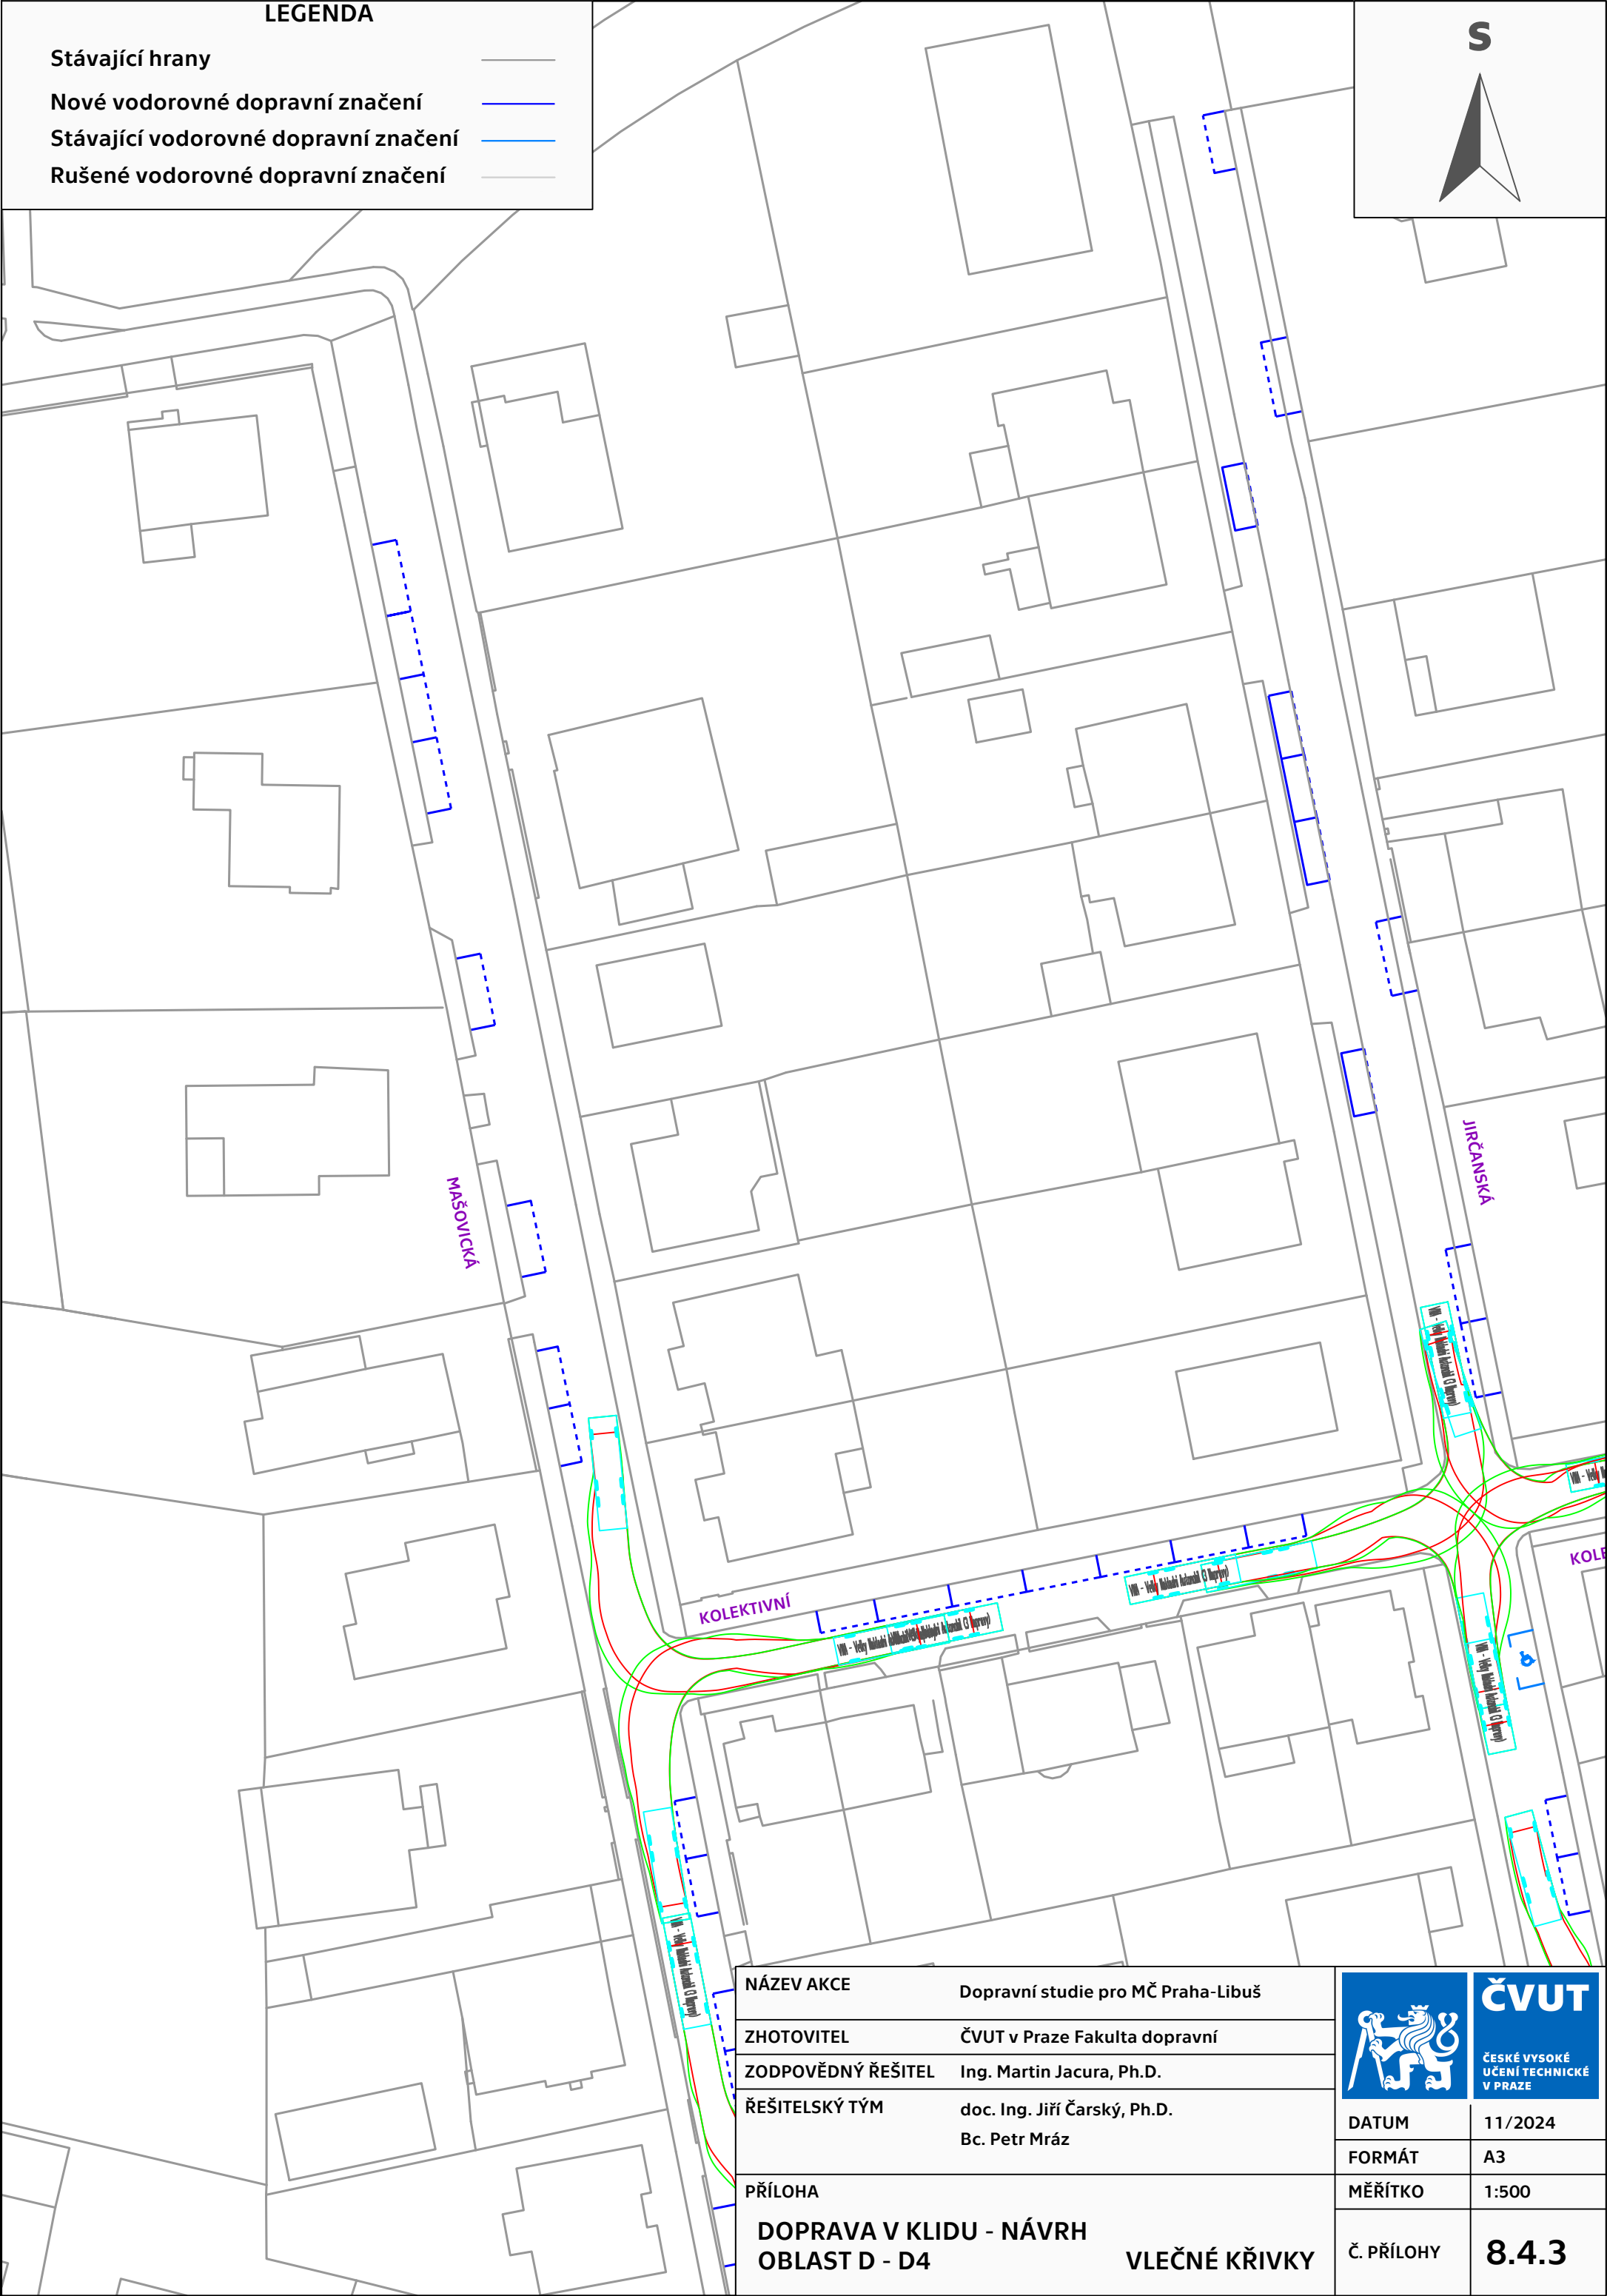 LEGENDA
Stávající hrany
Nové vodorovné dopravní značení
Stávající vodorovné dopravní značení
Rušené vodorovné dopravní značení
S
MAŠOVICKÁ
JIRČANSKÁ
KOLEKTIVNÍ
KOLE
NÁZEV AKCE Dopravní studie pro MČ Praha-Libuš
ZHOTOVITEL ČVUT v Praze Fakulta dopravní
ZODPOVĚDNÝ ŘEŠITEL Ing. Martin Jacura, Ph.D.
ŘEŠITELSKÝ TÝM doc. Ing. Jiří Čarský, Ph.D.
Bc. Petr Mráz
PŘÍLOHA
DOPRAVA V KLIDU - NÁVRH
OBLAST D - D4 VLEČNÉ KŘIVKY
ČVUT
ČESKÉ VYSOKÉ
UČENÍ TECHNICKÉ
V PRAZE
DATUM 11/2024
FORMÁT A3
MĚŘÍTKO 1:500
Č. PŘÍLOHY 8.4.3